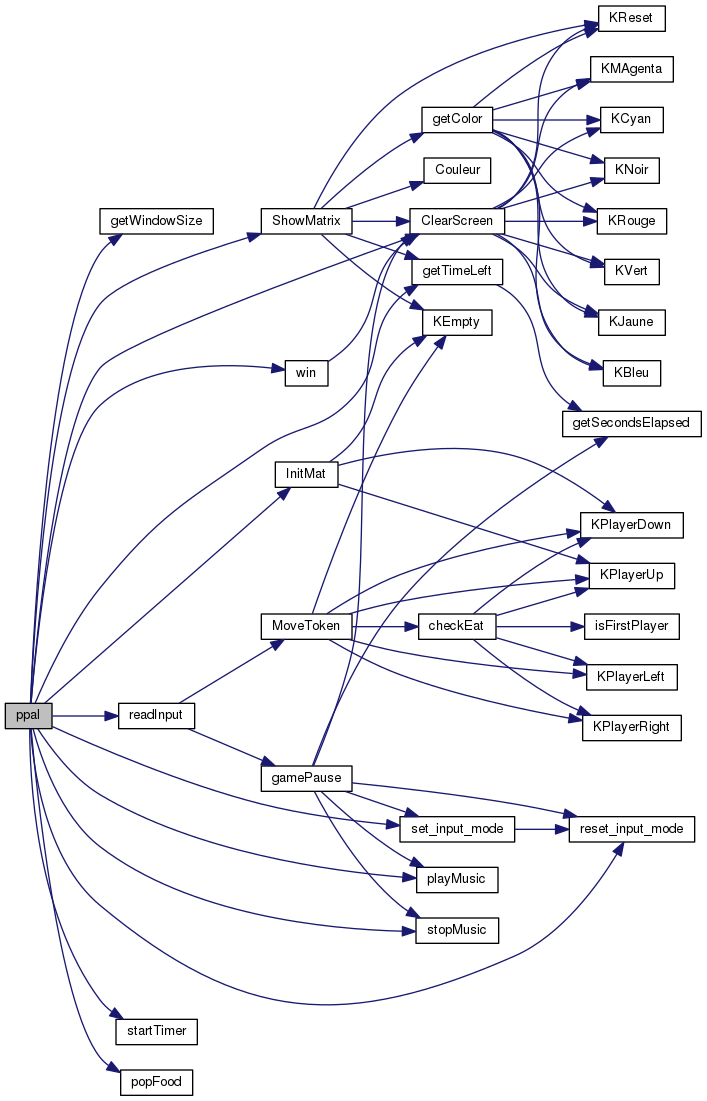 KReset
KMAgenta
getColor
KCyan
Couleur
KNoir
getWindowSize
ShowMatrix
ClearScreen
KRouge
getTimeLeft
KVert
KEmpty
KJaune
win
KBleu
getSecondsElapsed
InitMat
KPlayerDown
KPlayerUp
MoveToken
checkEat
isFirstPlayer
KPlayerLeft
ppal
readInput
KPlayerRight
gamePause
set_input_mode
reset_input_mode
playMusic
stopMusic
startTimer
popFood